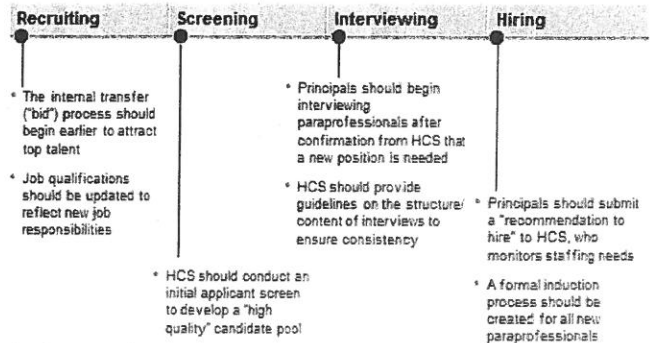 Recruiting
Screening
Interviewing
Hiring
• The internal transfer
("bid") process should
begin earlier to attract
top talent
• Job qualifications
should be updated to
reflect new job
responsibilities
• HCS should conduct an
initial applicant screen
to develop a "high
quality" candidate pool
• Principals should begin
interviewing
paraprofessionals after
confirmation from HCS that
a new position is needed
• HCS should provide
guidelines on the structure/
content of interviews to
ensure consistency
• Principals should submit
a "recommendation to
hire" to HCS, who
monitors staffing needs
• A formal induction
process should be
created for all new
paraprofessionals